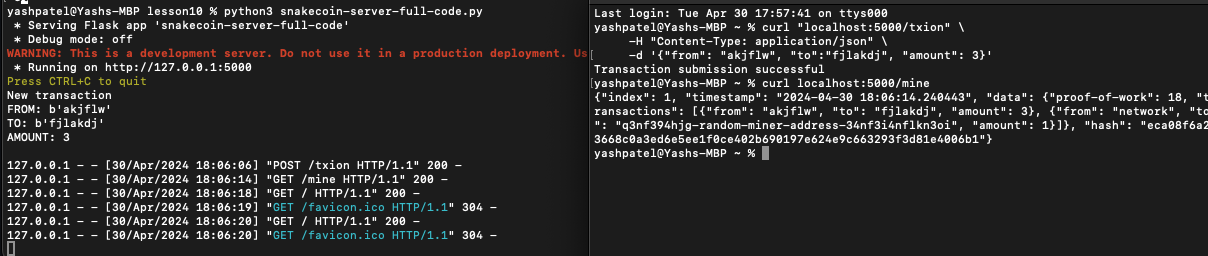 yashpatel@Yashs-MBP lesson10 % python3 snakecoin-server-full-code.py
 * Serving Flask app 'snakecoin-server-full-code'
 * Debug mode: off
WARNING: This is a development server. Do not use it in a production deployment. Us
 * Running on http://127.0.0.1:5000
Press CTRL+C to quit
New transaction
FROM: b'akjflw'
TO: b'fjlakdj'
AMOUNT: 3
127.0.0.1 - - [30/Apr/2024 18:06:06] "POST /txion HTTP/1.1" 200 -
127.0.0.1 - - [30/Apr/2024 18:06:14] "GET /mine HTTP/1.1" 200 -
127.0.0.1 - - [30/Apr/2024 18:06:18] "GET / HTTP/1.1" 200 -
127.0.0.1 - - [30/Apr/2024 18:06:19] "GET /favicon.ico HTTP/1.1" 304 -
127.0.0.1 - - [30/Apr/2024 18:06:20] "GET / HTTP/1.1" 200 -
127.0.0.1 - - [30/Apr/2024 18:06:20] "GET /favicon.ico HTTP/1.1" 304 -
Last login: Tue Apr 30 17:57:41 on ttys000
yashpatel@Yashs-MBP ~ % curl "localhost:5000/txion" \
     -H "Content-Type: application/json" \
[     -d '{"from": "akjflw", "to":"fjlakdj", "amount": 3}'
Transaction submission successful
[yashpatel@Yashs-MBP ~ % curl localhost:5000/mine
{"index": 1, "timestamp": "2024-04-30 18:06:14.240443", "data": {"proof-of-work": 18, "t
ransactions": [{"from": "akjflw", "to": "fjlakdj", "amount": 3}, {"from": "network", "to
": "q3nf394hjg-random-miner-address-34nf3i4nflkn3oi", "amount": 1}]}, "hash": "eca08f6a2
3668c0a3ed6e5ee1f0ce402b690197e624e9c663293f3d81e4006b1"}
yashpatel@Yashs-MBP ~ %